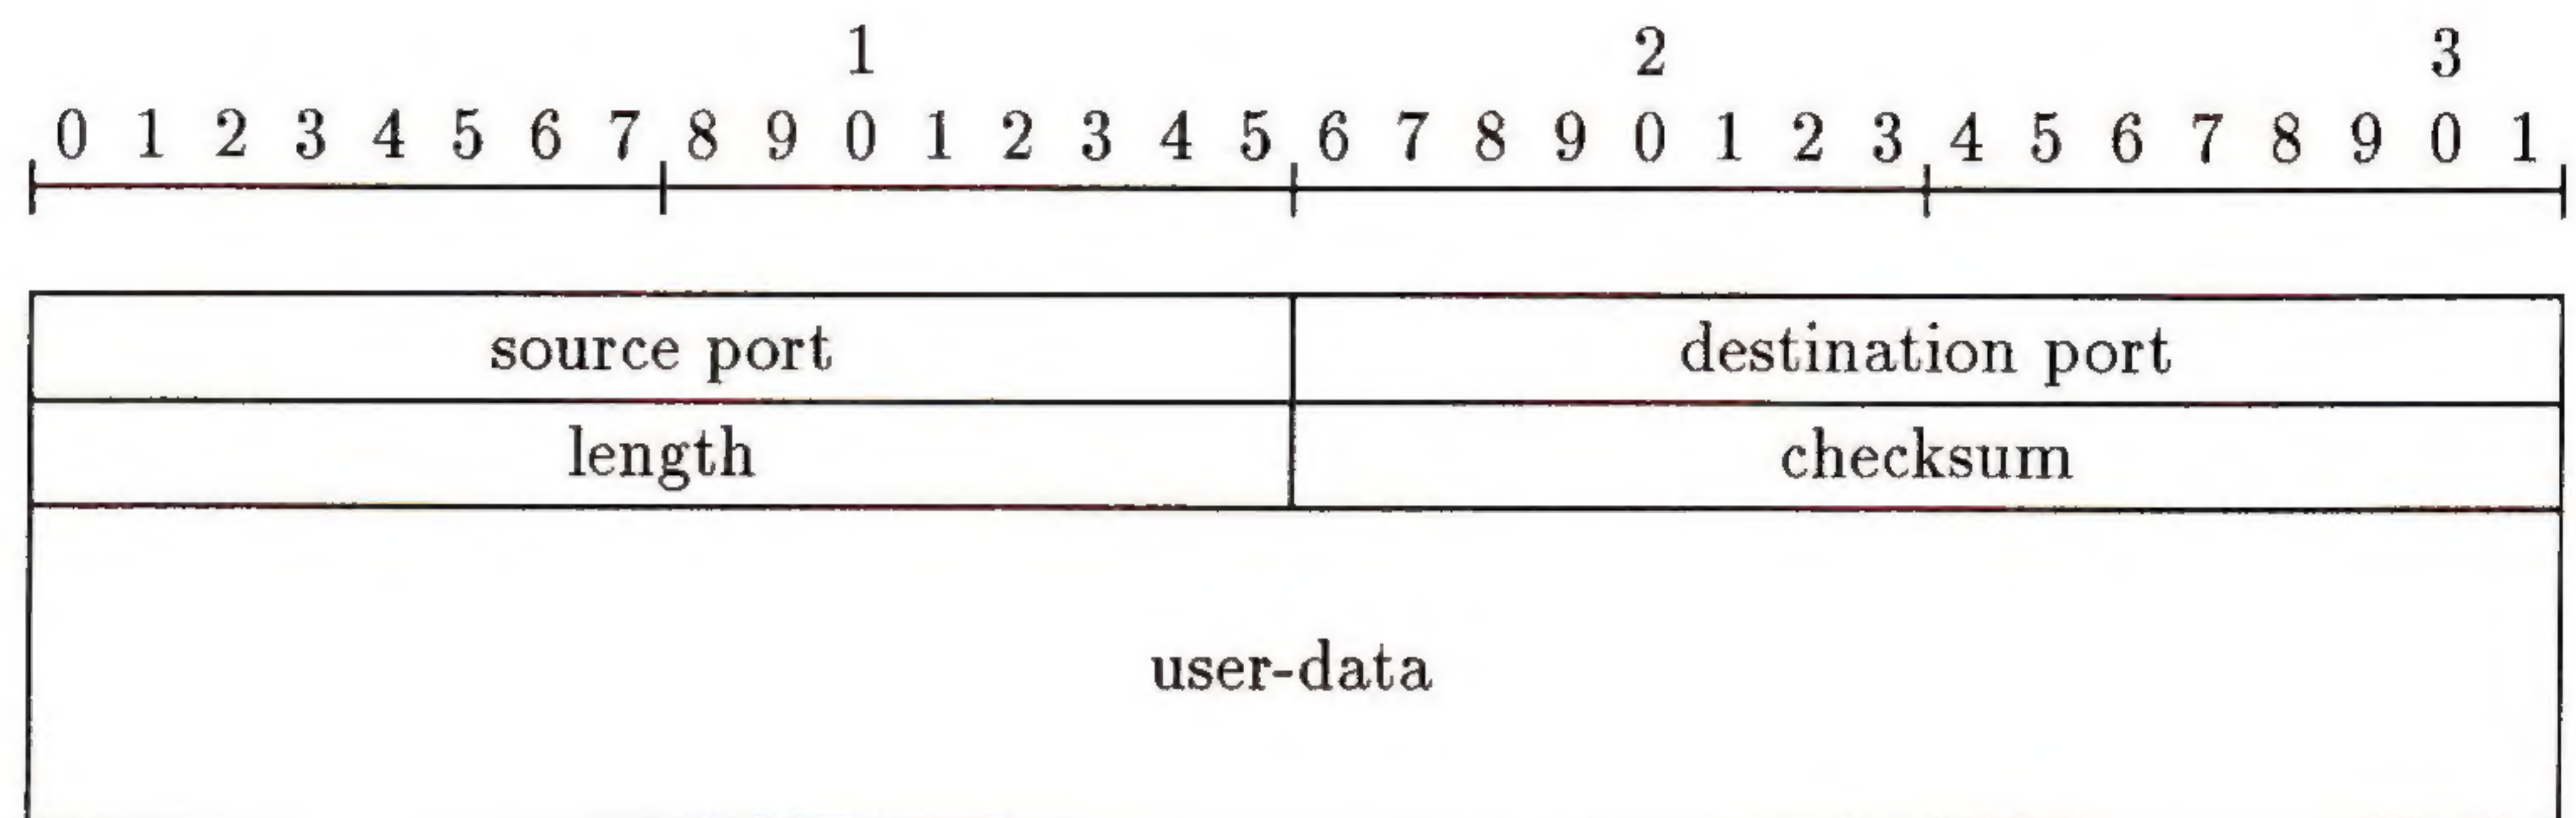 1 2 3
0 1 2 3 4 5 6 7 8 9 0 1 2 3 4 5 6 7 8 9 0 1 2 3 4 5 6 7 8 9 0 1
source port destination port
length checksum
user-data